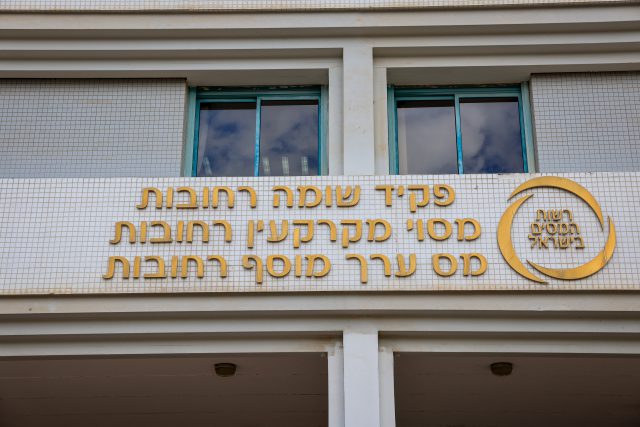 פקיד שומה רחובות
מסוי מקרקעין רחובות
מס ערך מוסף רחובות
רשות
המסים
בישראל